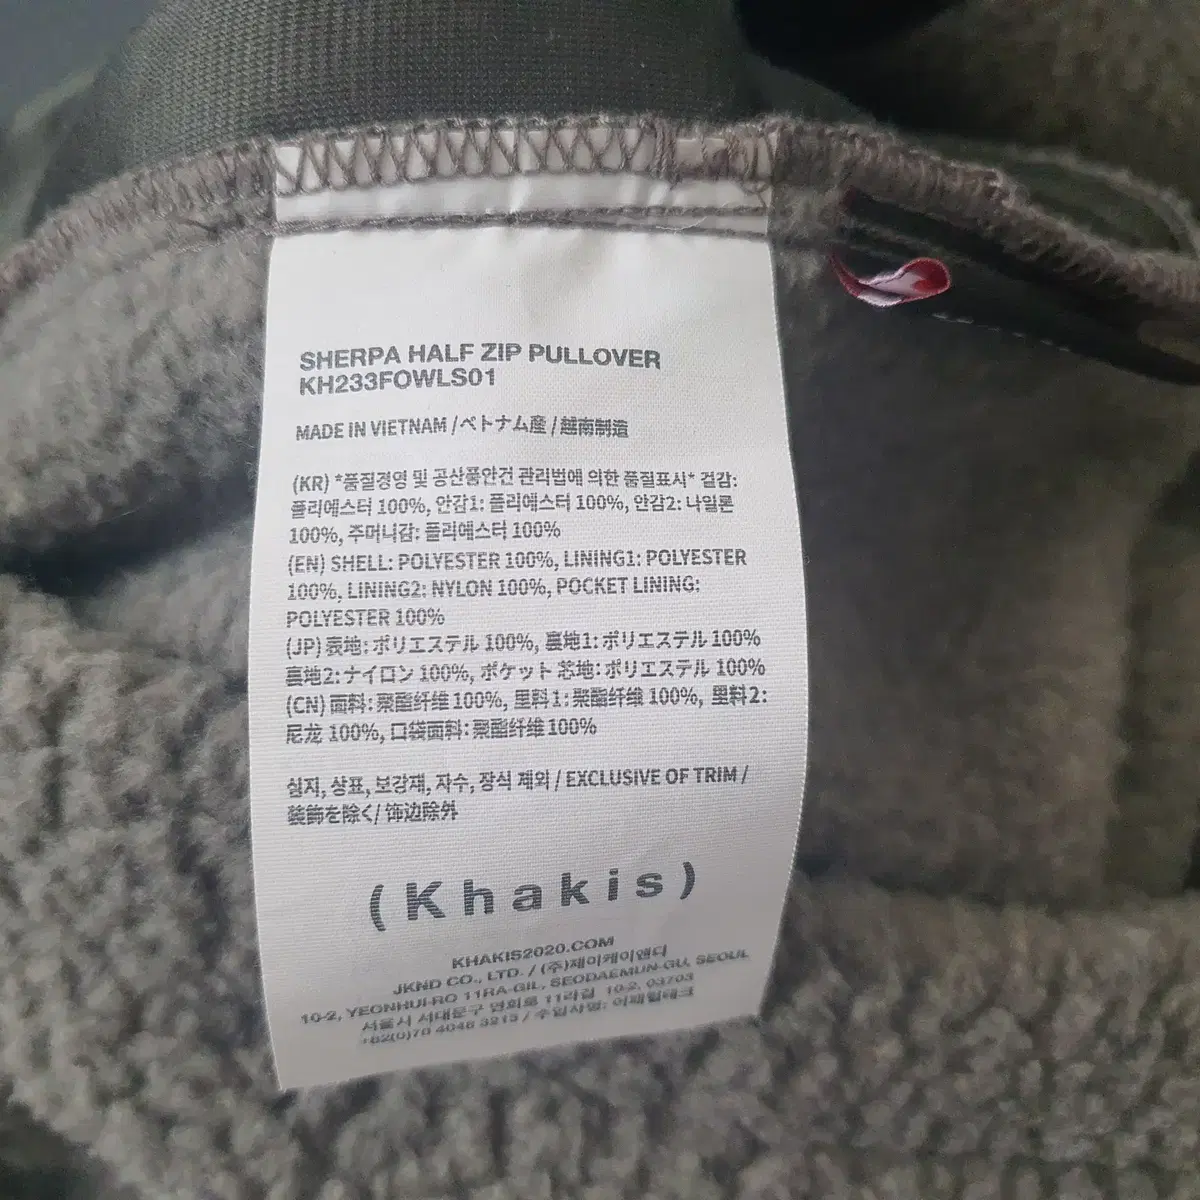 SHERPA HALF ZIP PULLOVER
KH233FOWLS01
MADE IN VIETNAM /ベトナム産 / 越南制造
(KR) *품질경영 및 공산품안전 관리법에 의한 품질표시* 겉감:
폴리에스터 100%, 안감1: 폴리에스터 100%, 안감2: 나일론
100%, 주머니감: 폴리에스터 100%
(EN) SHELL: POLYESTER 100%, LINING1: POLYESTER
100%, LINING2: NYLON 100%, POCKET LINING:
POLYESTER 100%
(JP) 表地: ポリエステル 100%, 裏地1: ポリエステル 100%
裏地2: ナイロン 100%, ポケット 芯地: ポリエステル 100%
(CN) 面料: 聚酯纤维 100%, 里料1: 聚酯纤维 100%, 里料2:
尼龙 100%, 口袋面料: 聚酯纤维 100%
심지, 상표, 보강재, 자수, 장식 제외 / EXCLUSIVE OF TRIM /
装飾を除く/ 饰边除外
(Khakis)
KHAKIS2020.COM
JKND CO., LTD. / (주)제이케이앤디
10-2, YEONHUI-RO 11RA-GIL, SEODAEMUN-GU, SEOUL
서울시 서대문구 연희로 11라길 10-2, 03703
+82(0)70 4046 3213 / 수입자명: 어패럴테크